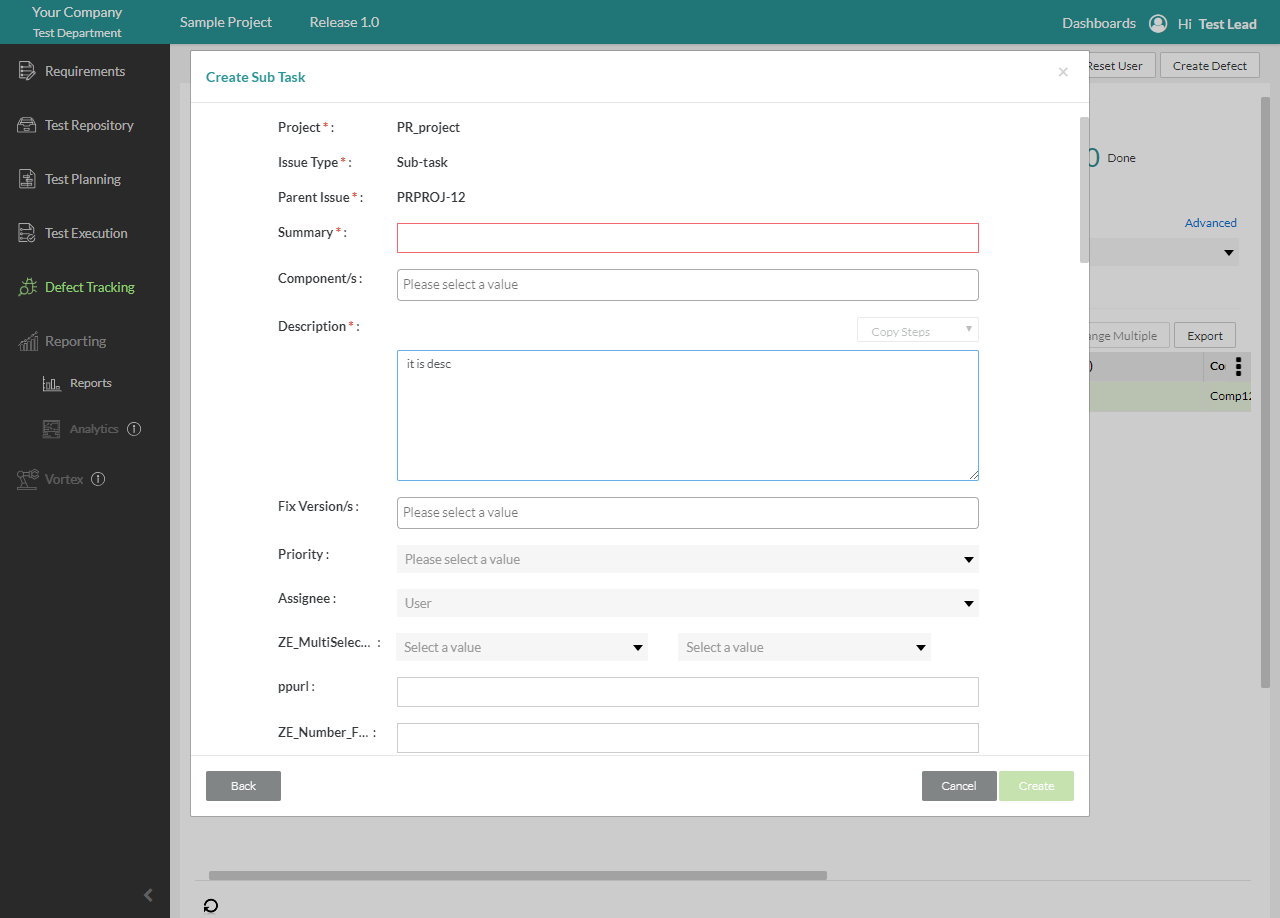 Your Company
Test Department
Sample Project
Release 1.0
Dashboards
Hi Test Lead
Requirements
Test Repository
Test Planning
Test Execution
Defect Tracking
Reporting
Reports
Analytics
Vortex
Reset User
Create Defect
Create Sub Task
×
Project * :
PR_project
Issue Type * :
Sub-task
Parent Issue * :
PRPROJ-12
Summary * :
Component/s :
Please select a value
Description * :
Copy Steps
it is desc
Fix Version/s :
Please select a value
Priority :
Please select a value
Assignee :
User
ZE_MultiSelec... :
Select a value
Select a value
ppurl :
ZE_Number_F... :
Back
Cancel
Create
0 Done
Advanced
ange Multiple
Export
)
Co
Comp12